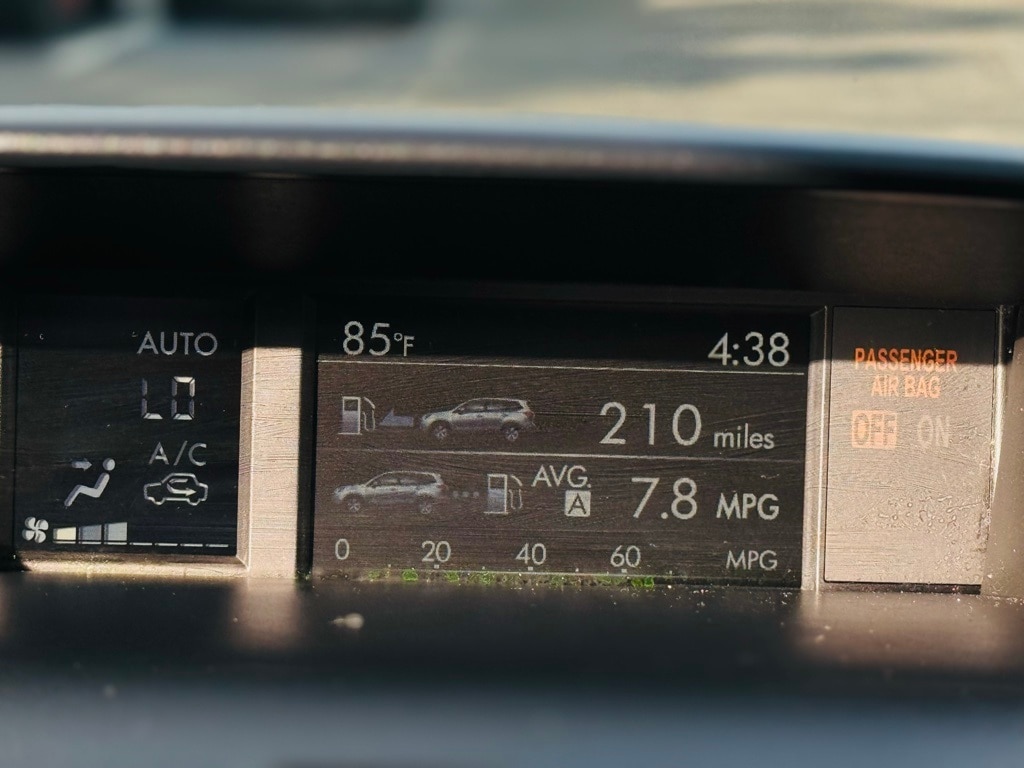 AUTO
LO
A/C
85°F 4:38
210 miles
AVG.
A 7.8 MPG
0 20 40 60 MPG
PASSENGER
AIR BAG
OFF ON